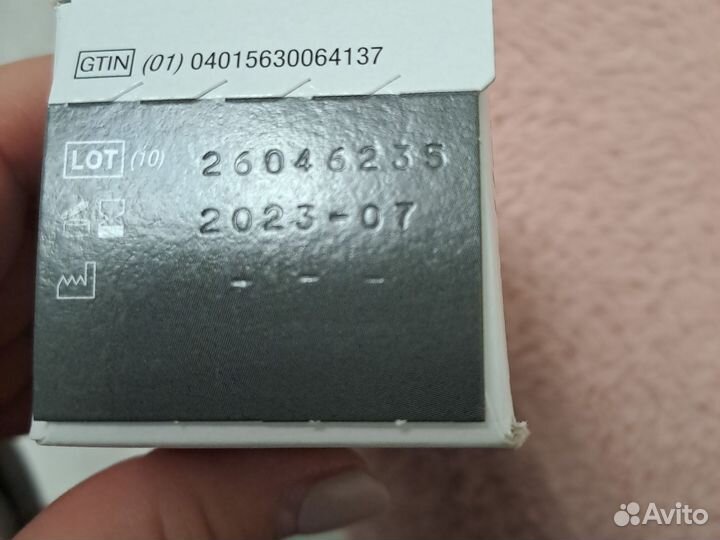 GTIN (01) 04015630064137
LOT (10) 26046235
2023-07
- - -
Avito